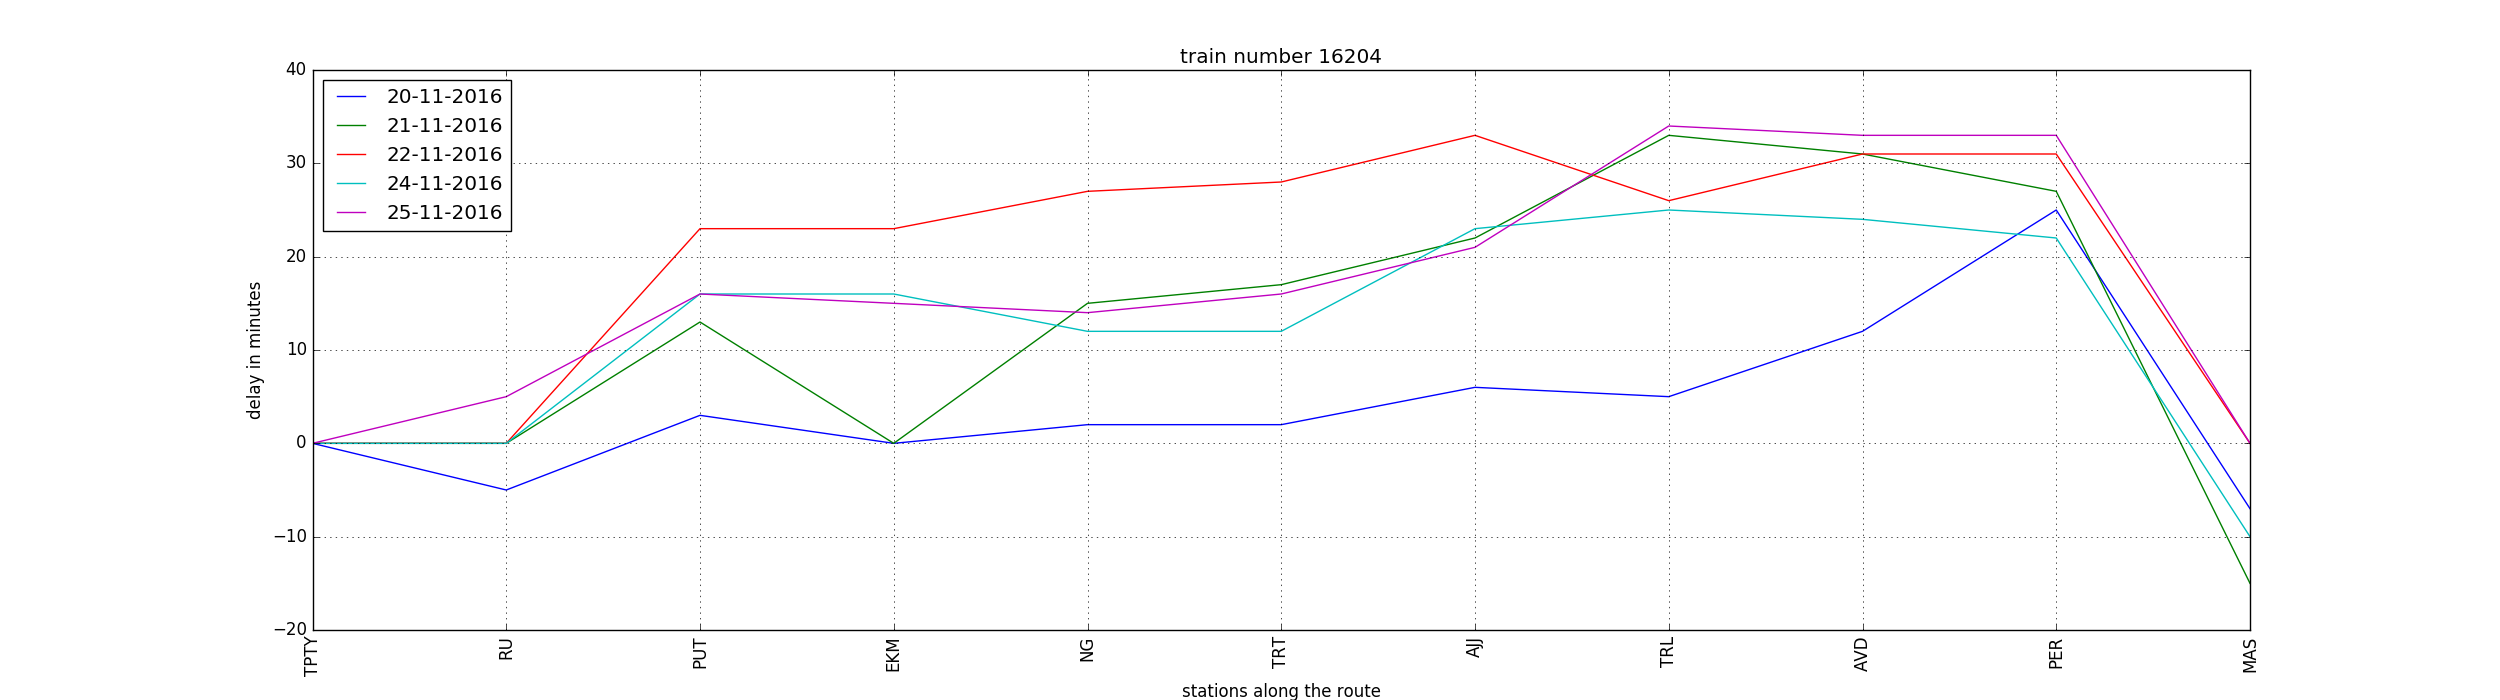 train number 16204
40
30
20
10
0
−10
−20
delay in minutes
20-11-2016
21-11-2016
22-11-2016
24-11-2016
25-11-2016
TPTY
RU
PUT
EKM
NG
TRT
AJJ
TRL
AVD
PER
MAS
stations along the route